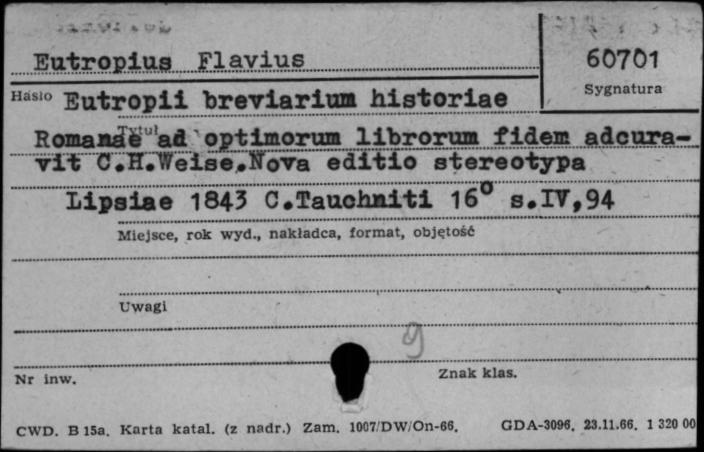 Eutropius Flavius
60701
Sygnatura
Hasło
Eutropii breviarium historiae
Tytuł
Romanae ad optimorum librorum fidem adcura-
vit C.H.Weise.Nova editio stereotypa
Lipsiae 1843 C.Tauchniti 16° s.IV,94
Miejsce, rok wyd., nakładca, format, objętość
Uwagi
9
Nr inw.
Znak klas.
CWD. B 15a. Karta katal. (z nadr.) Zam. 1007/DW/On-66. GDA-3096. 23.11.66. 1 320 00